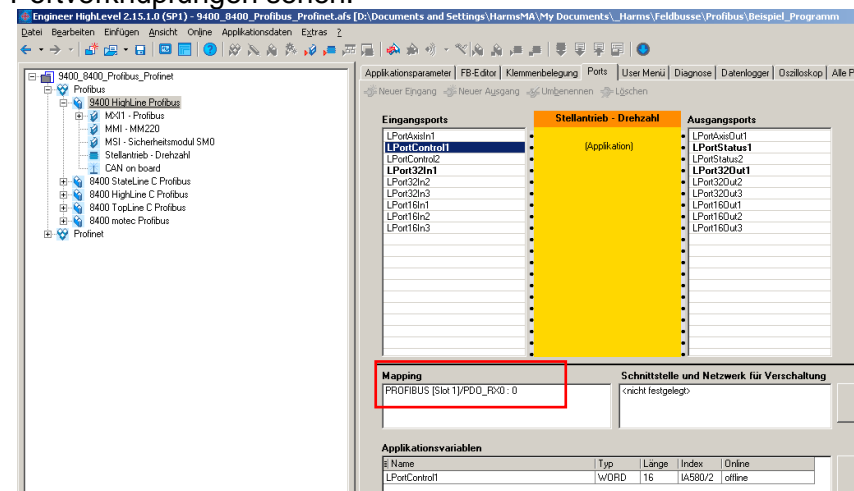 Portverknüpfungen sehen.
Engineer HighLevel 2.15.1.0 (SP1) - 9400_8400_Profibus_Profinet.afs [D:\Documents and Settings\HarmsMA\My Documents\_Harms\Feldbusse\Profibus\Beispiel_Programm
Datei Bearbeiten Einfügen Ansicht Online Applikationsdaten Extras ?
9400_8400_Profibus_Profinet
Profibus
9400 HighLine Profibus
MXI1 - Profibus
MMI - MM220
MSI - Sicherheitsmodul SM0
Stellantrieb - Drehzahl
CAN on board
8400 StateLine C Profibus
8400 HighLine C Profibus
8400 TopLine C Profibus
8400 motec Profibus
Profinet
Applikationsparameter FB-Editor Klemmenbelegung Ports User Menü Diagnose Datenlogger Oszilloskop Alle P
Neuer Eingang Neuer Ausgang Umbenennen Löschen
Eingangsports Stellantrieb - Drehzahl Ausgangsports
LPortAxisIn1 LPortAxisOut1
LPortControl1 (Applikation) LPortStatus1
LPortControl2 LPortStatus2
LPort32In1 LPort32Out1
LPort32In2 LPort32Out2
LPort32In3 LPort32Out3
LPort16In1 LPort16Out1
LPort16In2 LPort16Out2
LPort16In3 LPort16Out3
Mapping Schnittstelle und Netzwerk für Verschaltung
PROFIBUS [Slot 1]/PDO_RX0 : 0 <nicht festgelegt>
Applikationsvariablen
Name Typ Länge Index Online
LPortControl1 WORD 16 IA580/2 offline